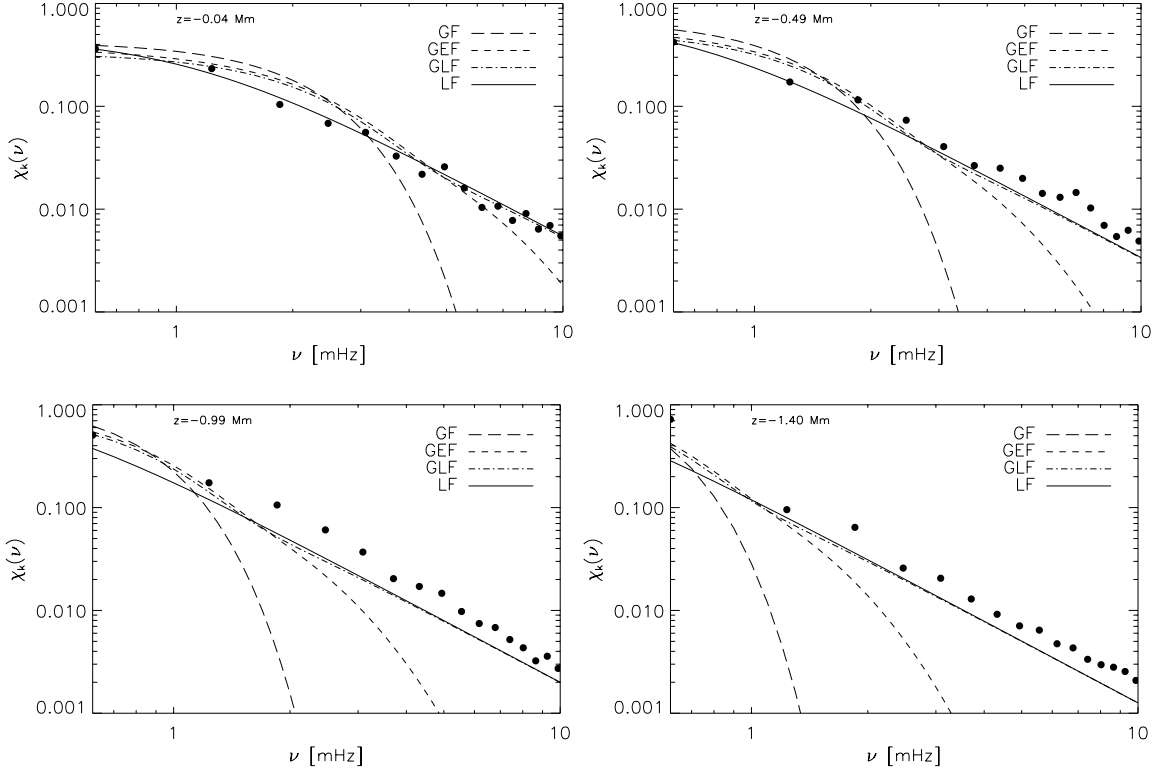 z=−0.04 Mm
GF
GEF
GLF
LF
1.000
0.100
0.010
0.001
χk(ν)
1
10
ν [mHz]
z=−0.49 Mm
GF
GEF
GLF
LF
1.000
0.100
0.010
0.001
χk(ν)
1
10
ν [mHz]
z=−0.99 Mm
GF
GEF
GLF
LF
1.000
0.100
0.010
0.001
χk(ν)
1
10
ν [mHz]
z=−1.40 Mm
GF
GEF
GLF
LF
1.000
0.100
0.010
0.001
χk(ν)
1
10
ν [mHz]